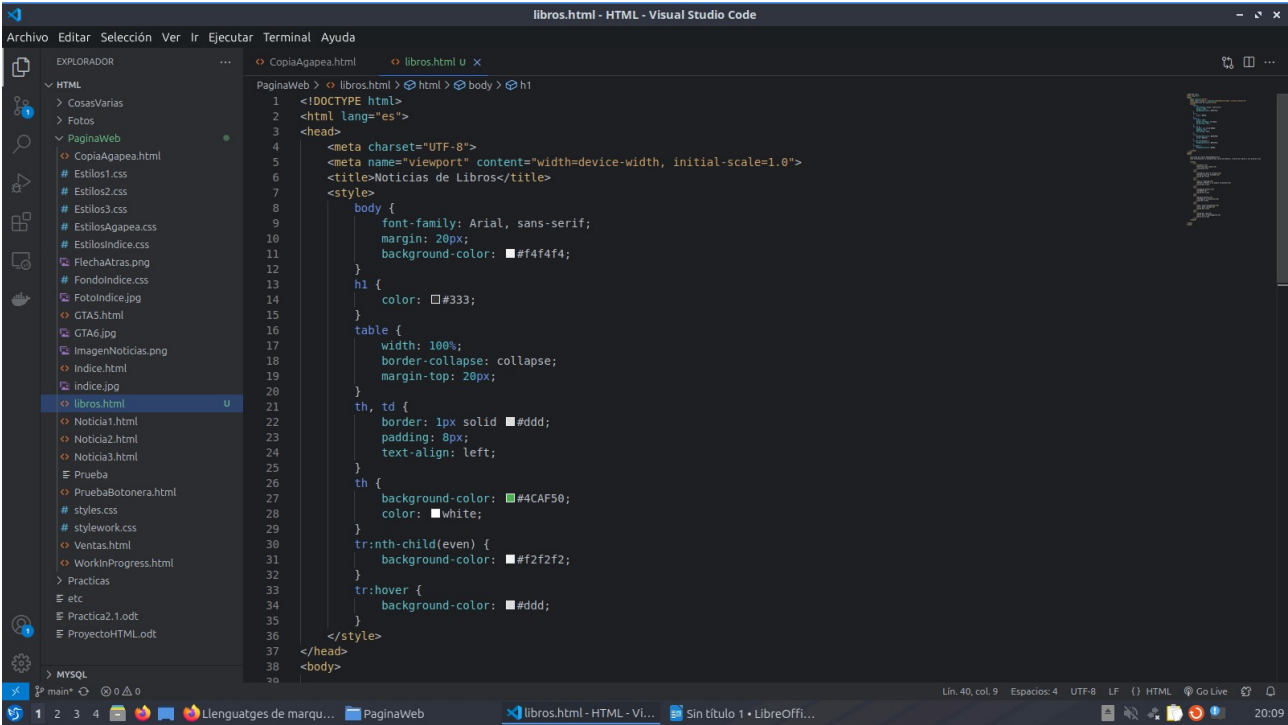 libros.html - HTML - Visual Studio Code
Archivo Editar Selección Ver Ir Ejecutar Terminal Ayuda
EXPLORADOR
HTML
CosasVarias
Fotos
PaginaWeb
CopiaAgapea.html
Estilos1.css
Estilos2.css
Estilos3.css
EstilosAgapea.css
EstilosIndice.css
FlechaAtras.png
FondoIndice.css
FotoIndice.jpg
GTA5.html
GTA6.jpg
ImagenNoticias.png
Indice.html
indice.jpg
libros.html U
Noticia1.html
Noticia2.html
Noticia3.html
Prueba
PruebaBotonera.html
styles.css
stylework.css
Ventas.html
WorkInProgress.html
Practicas
etc
Practica2.1.odt
ProyectoHTML.odt
MYSQL
CopiaAgapea.html libros.html U
PaginaWeb > libros.html > html > body > h1
1 <!DOCTYPE html>
2 <html lang="es">
3 <head>
4 <meta charset="UTF-8">
5 <meta name="viewport" content="width=device-width, initial-scale=1.0">
6 <title>Noticias de Libros</title>
7 <style>
8 body {
9 font-family: Arial, sans-serif;
10 margin: 20px;
11 background-color: #f4f4f4;
12 }
13 h1 {
14 color: #333;
15 }
16 table {
17 width: 100%;
18 border-collapse: collapse;
19 margin-top: 20px;
20 }
21 th, td {
22 border: 1px solid #ddd;
23 padding: 8px;
24 text-align: left;
25 }
26 th {
27 background-color: #4CAF50;
28 color: white;
29 }
30 tr:nth-child(even) {
31 background-color: #f2f2f2;
32 }
33 tr:hover {
34 background-color: #ddd;
35 }
36 </style>
37 </head>
38 <body>
39
main* 0 0 Lín. 40, col. 9 Espacios: 4 UTF-8 LF {} HTML Go Live
1 2 3 4 Llenguatges de marqu... PaginaWeb libros.html - HTML - Vi... Sin título 1 • LibreOffi... 20:09